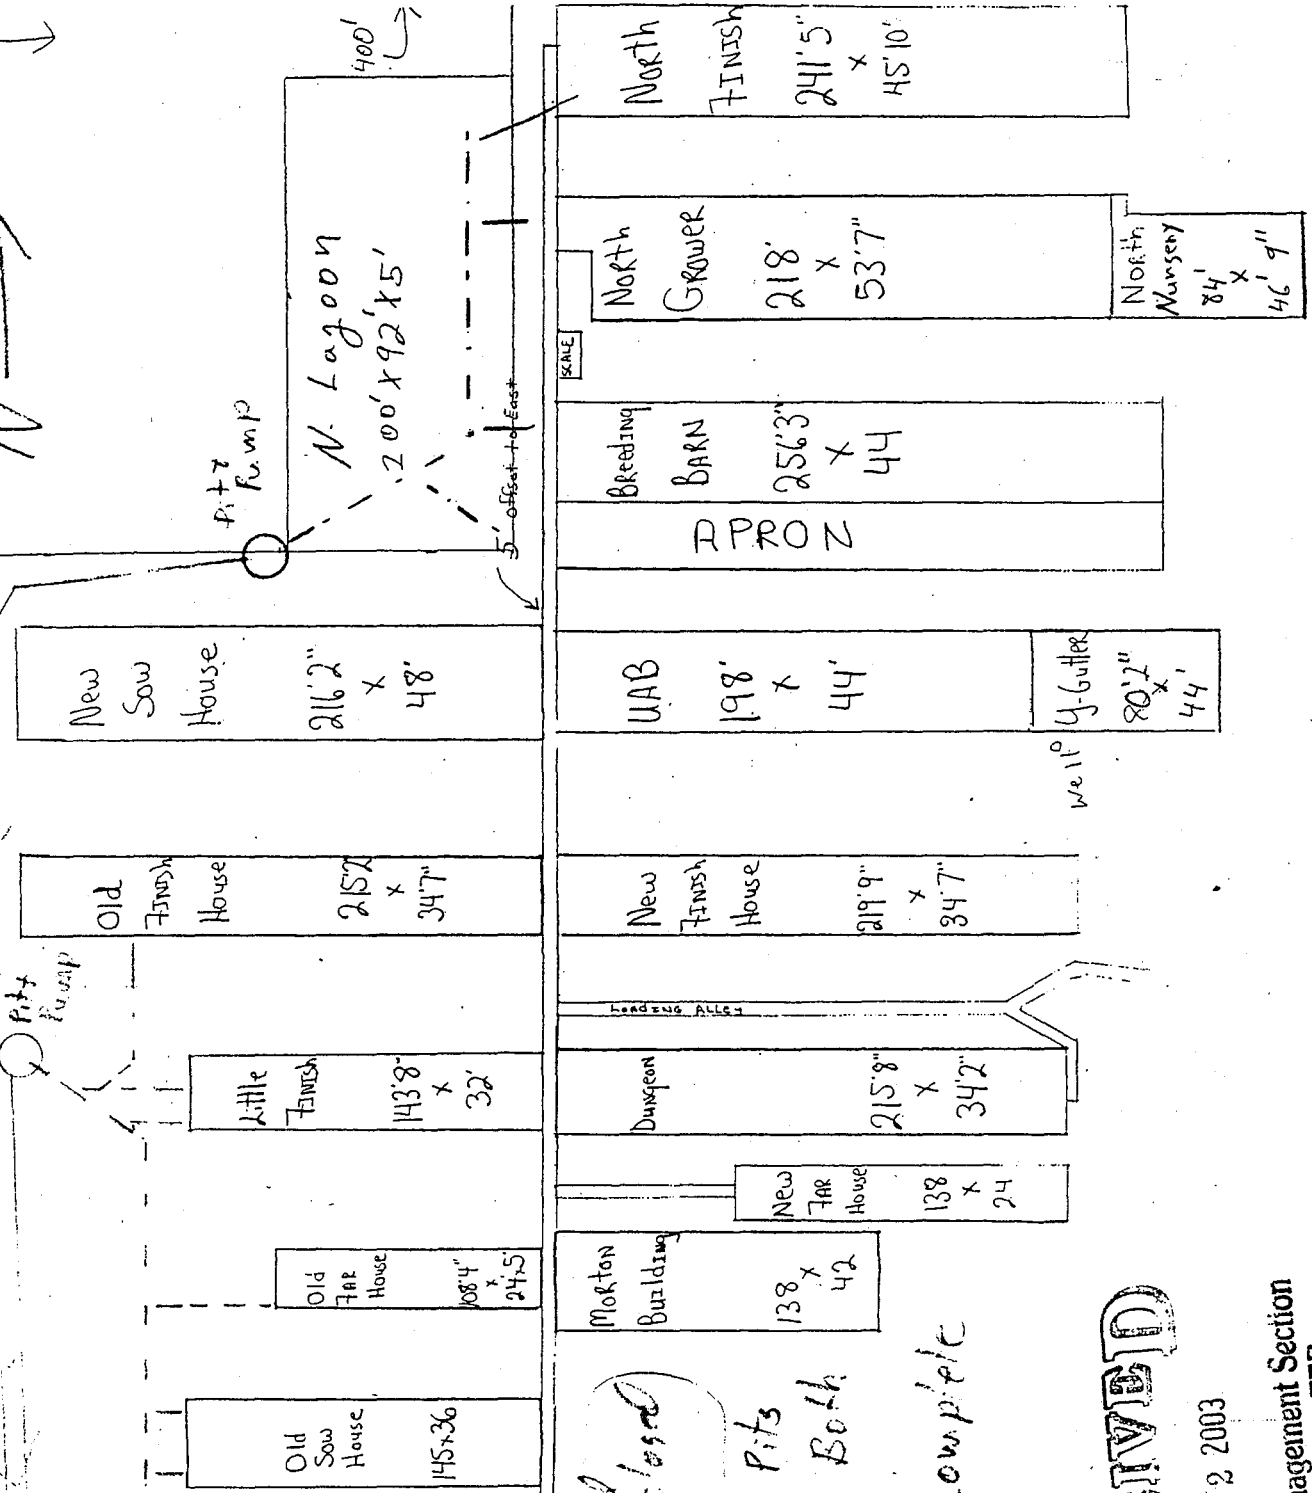 400'
N. Lagoon
200' x 92' x 5'
Pit &
Pump
5' offset to East
North
Finish
241'5"
x
45'10"
North
Grower
218'
x
53'7"
North
Nursery
84'
x
46' 9"
SCALE
Breeding
BARN
256'3"
x
44
APRON
New
Sow
House
216'2"
x
48'
UAB
198'
x
44'
Y-Gutter
80'2"
x
44'
Well
Old
Finish
House
2152
x
34'7"
New
Finish
House
219'9"
x
34'7"
Pit &
Pump
LOADING ALLEY
Little
Finish
143'8"
x
32'
Dungeon
215'8"
x
34'2"
New
FAR
House
138
x
24
Old
FAR
House
108'4"
x
24x5'
Morton
Building
138
x
42
Old
Sow
House
145x36
Pits
Both
2 2003
agement Section